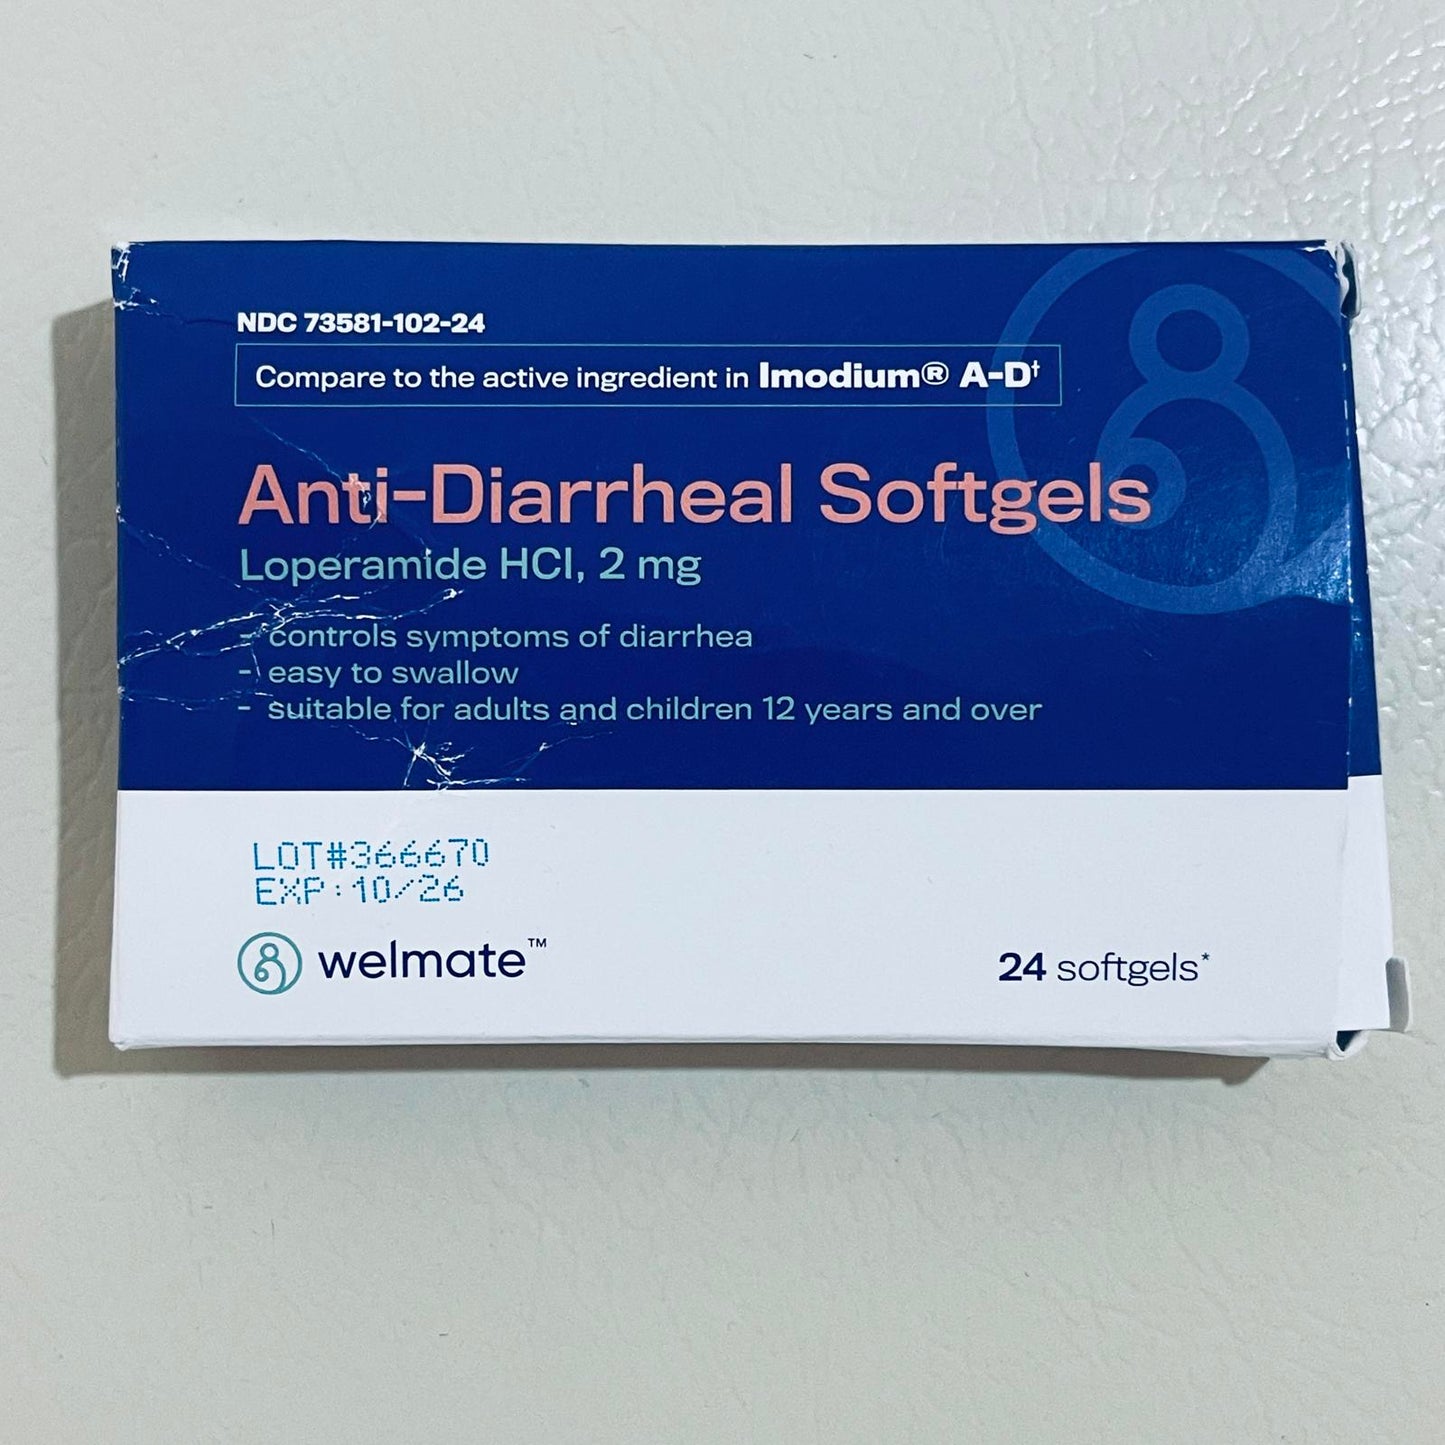 NDC 73581-102-24
Compare to the active ingredient in Imodium® A-D†
Anti-Diarrheal Softgels
Loperamide HCl, 2 mg
- controls symptoms of diarrhea
- easy to swallow
- suitable for adults and children 12 years and over
LOT#366670
EXP:10/26
welmate™
24 softgels*